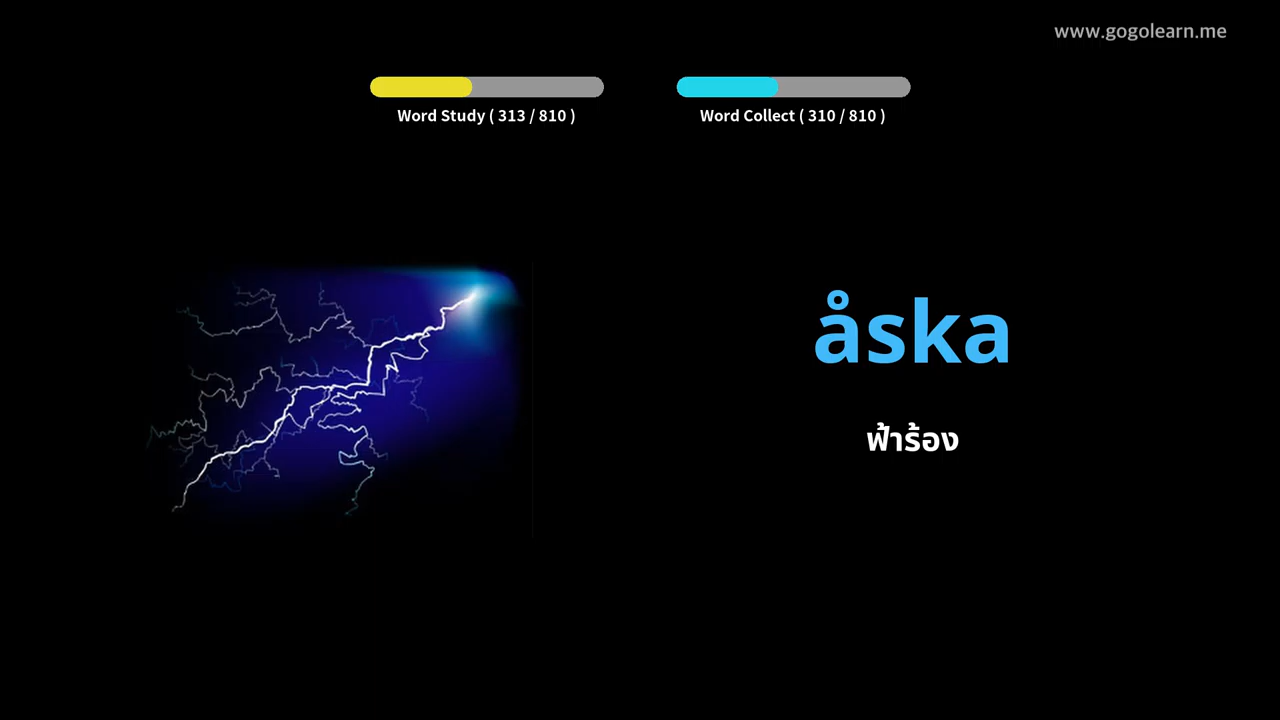 www.gogolearn.me
Word Study ( 313 / 810 )
Word Collect ( 310 / 810 )
åska
ฟ้าร้อง